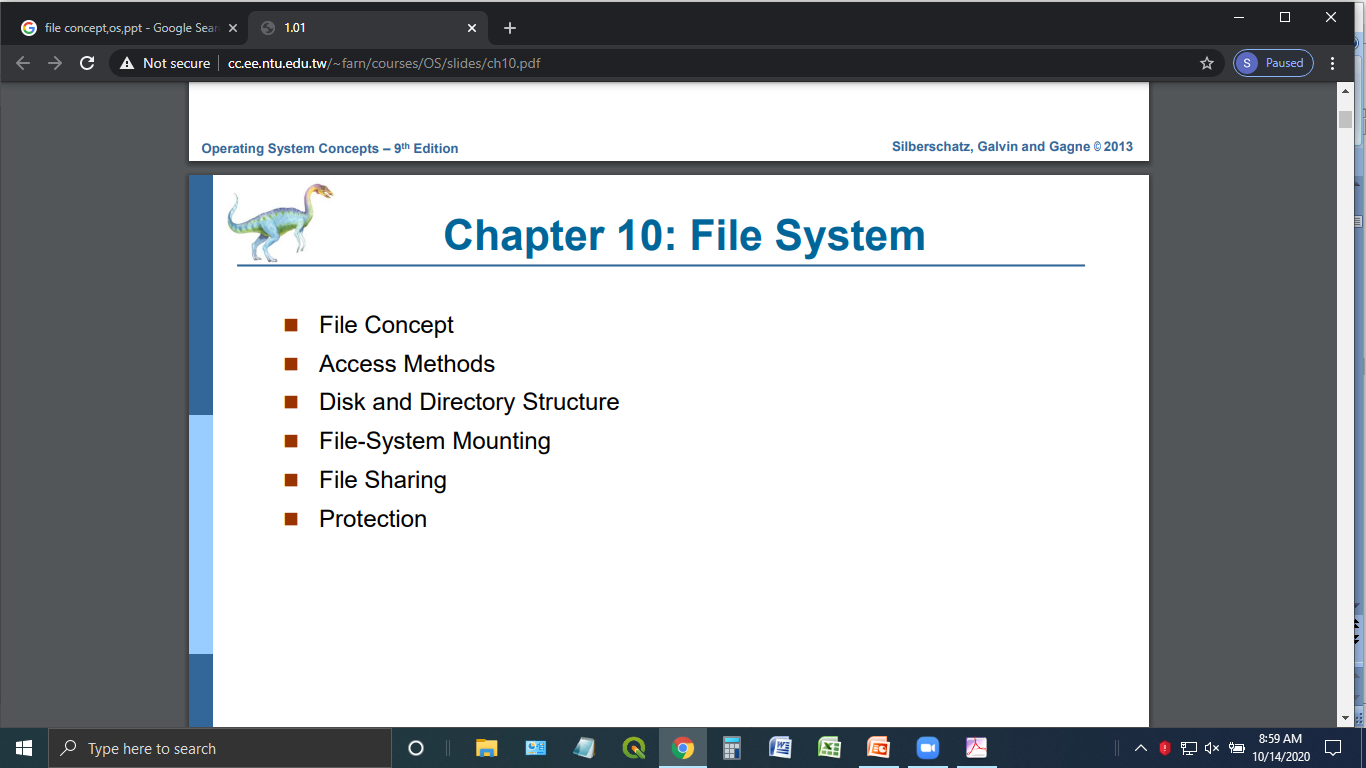 file concept,os,ppt - Google Sear
1.01
Not secure
cc.ee.ntu.edu.tw/~farn/courses/OS/slides/ch10.pdf
S Paused
Operating System Concepts – 9th Edition
Silberschatz, Galvin and Gagne © 2013
Chapter 10: File System
File Concept
Access Methods
Disk and Directory Structure
File-System Mounting
File Sharing
Protection
Type here to search
8:59 AM
10/14/2020